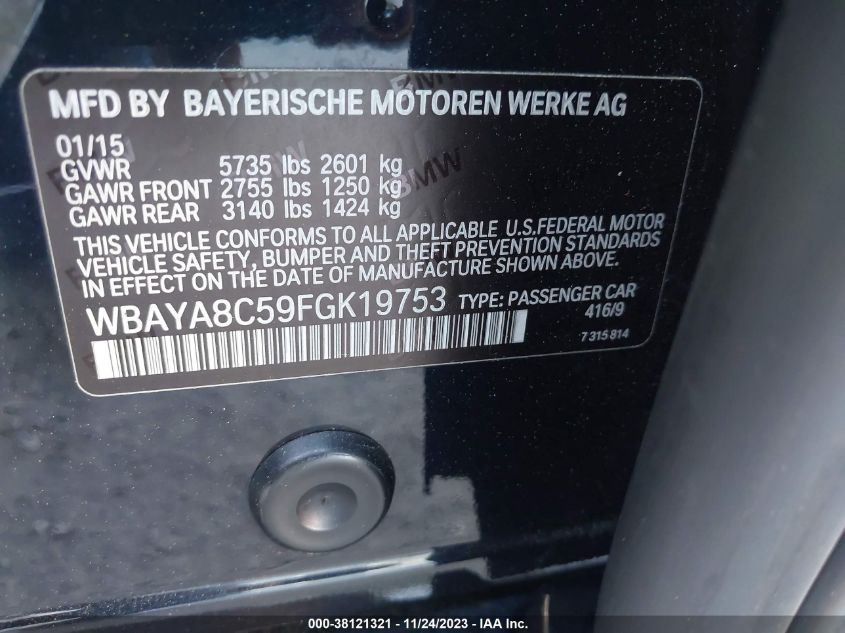 MFD BY BAYERISCHE MOTOREN WERKE AG
01/15
GVWR 5735 lbs 2601 kg
GAWR FRONT 2755 lbs 1250 kg
GAWR REAR 3140 lbs 1424 kg
THIS VEHICLE CONFORMS TO ALL APPLICABLE U.S.FEDERAL MOTOR
VEHICLE SAFETY, BUMPER AND THEFT PREVENTION STANDARDS
IN EFFECT ON THE DATE OF MANUFACTURE SHOWN ABOVE.
WBAYA8C59FGK19753 TYPE: PASSENGER CAR
416/9
7315814
000-38121321 - 11/24/2023 - IAA Inc.